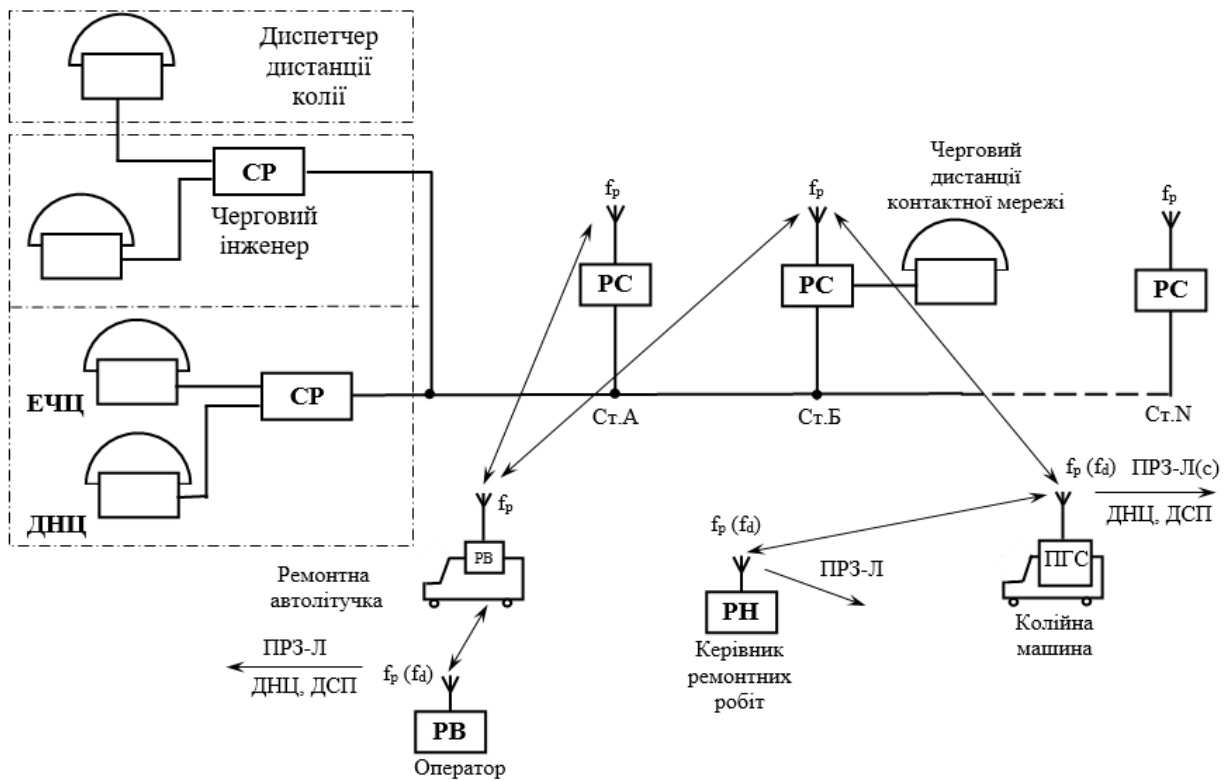 Диспетчер
дистанції
колії
СР
Черговий
інженер
ЕЧЦ
СР
ДНЦ
fр
РС
Ст.А
fр
РС
Ст.Б
Черговий
дистанції
контактної мережі
fр
РС
Ст.N
fр
РВ
Ремонтна
автолітучка
ПРЗ-Л
ДНЦ, ДСП
fр (fd)
РВ
Оператор
fр (fd)
ПРЗ-Л
РН
Керівник
ремонтних
робіт
fр (fd) ПРЗ-Л(с)
ДНЦ, ДСП
ПГС
Колійна
машина